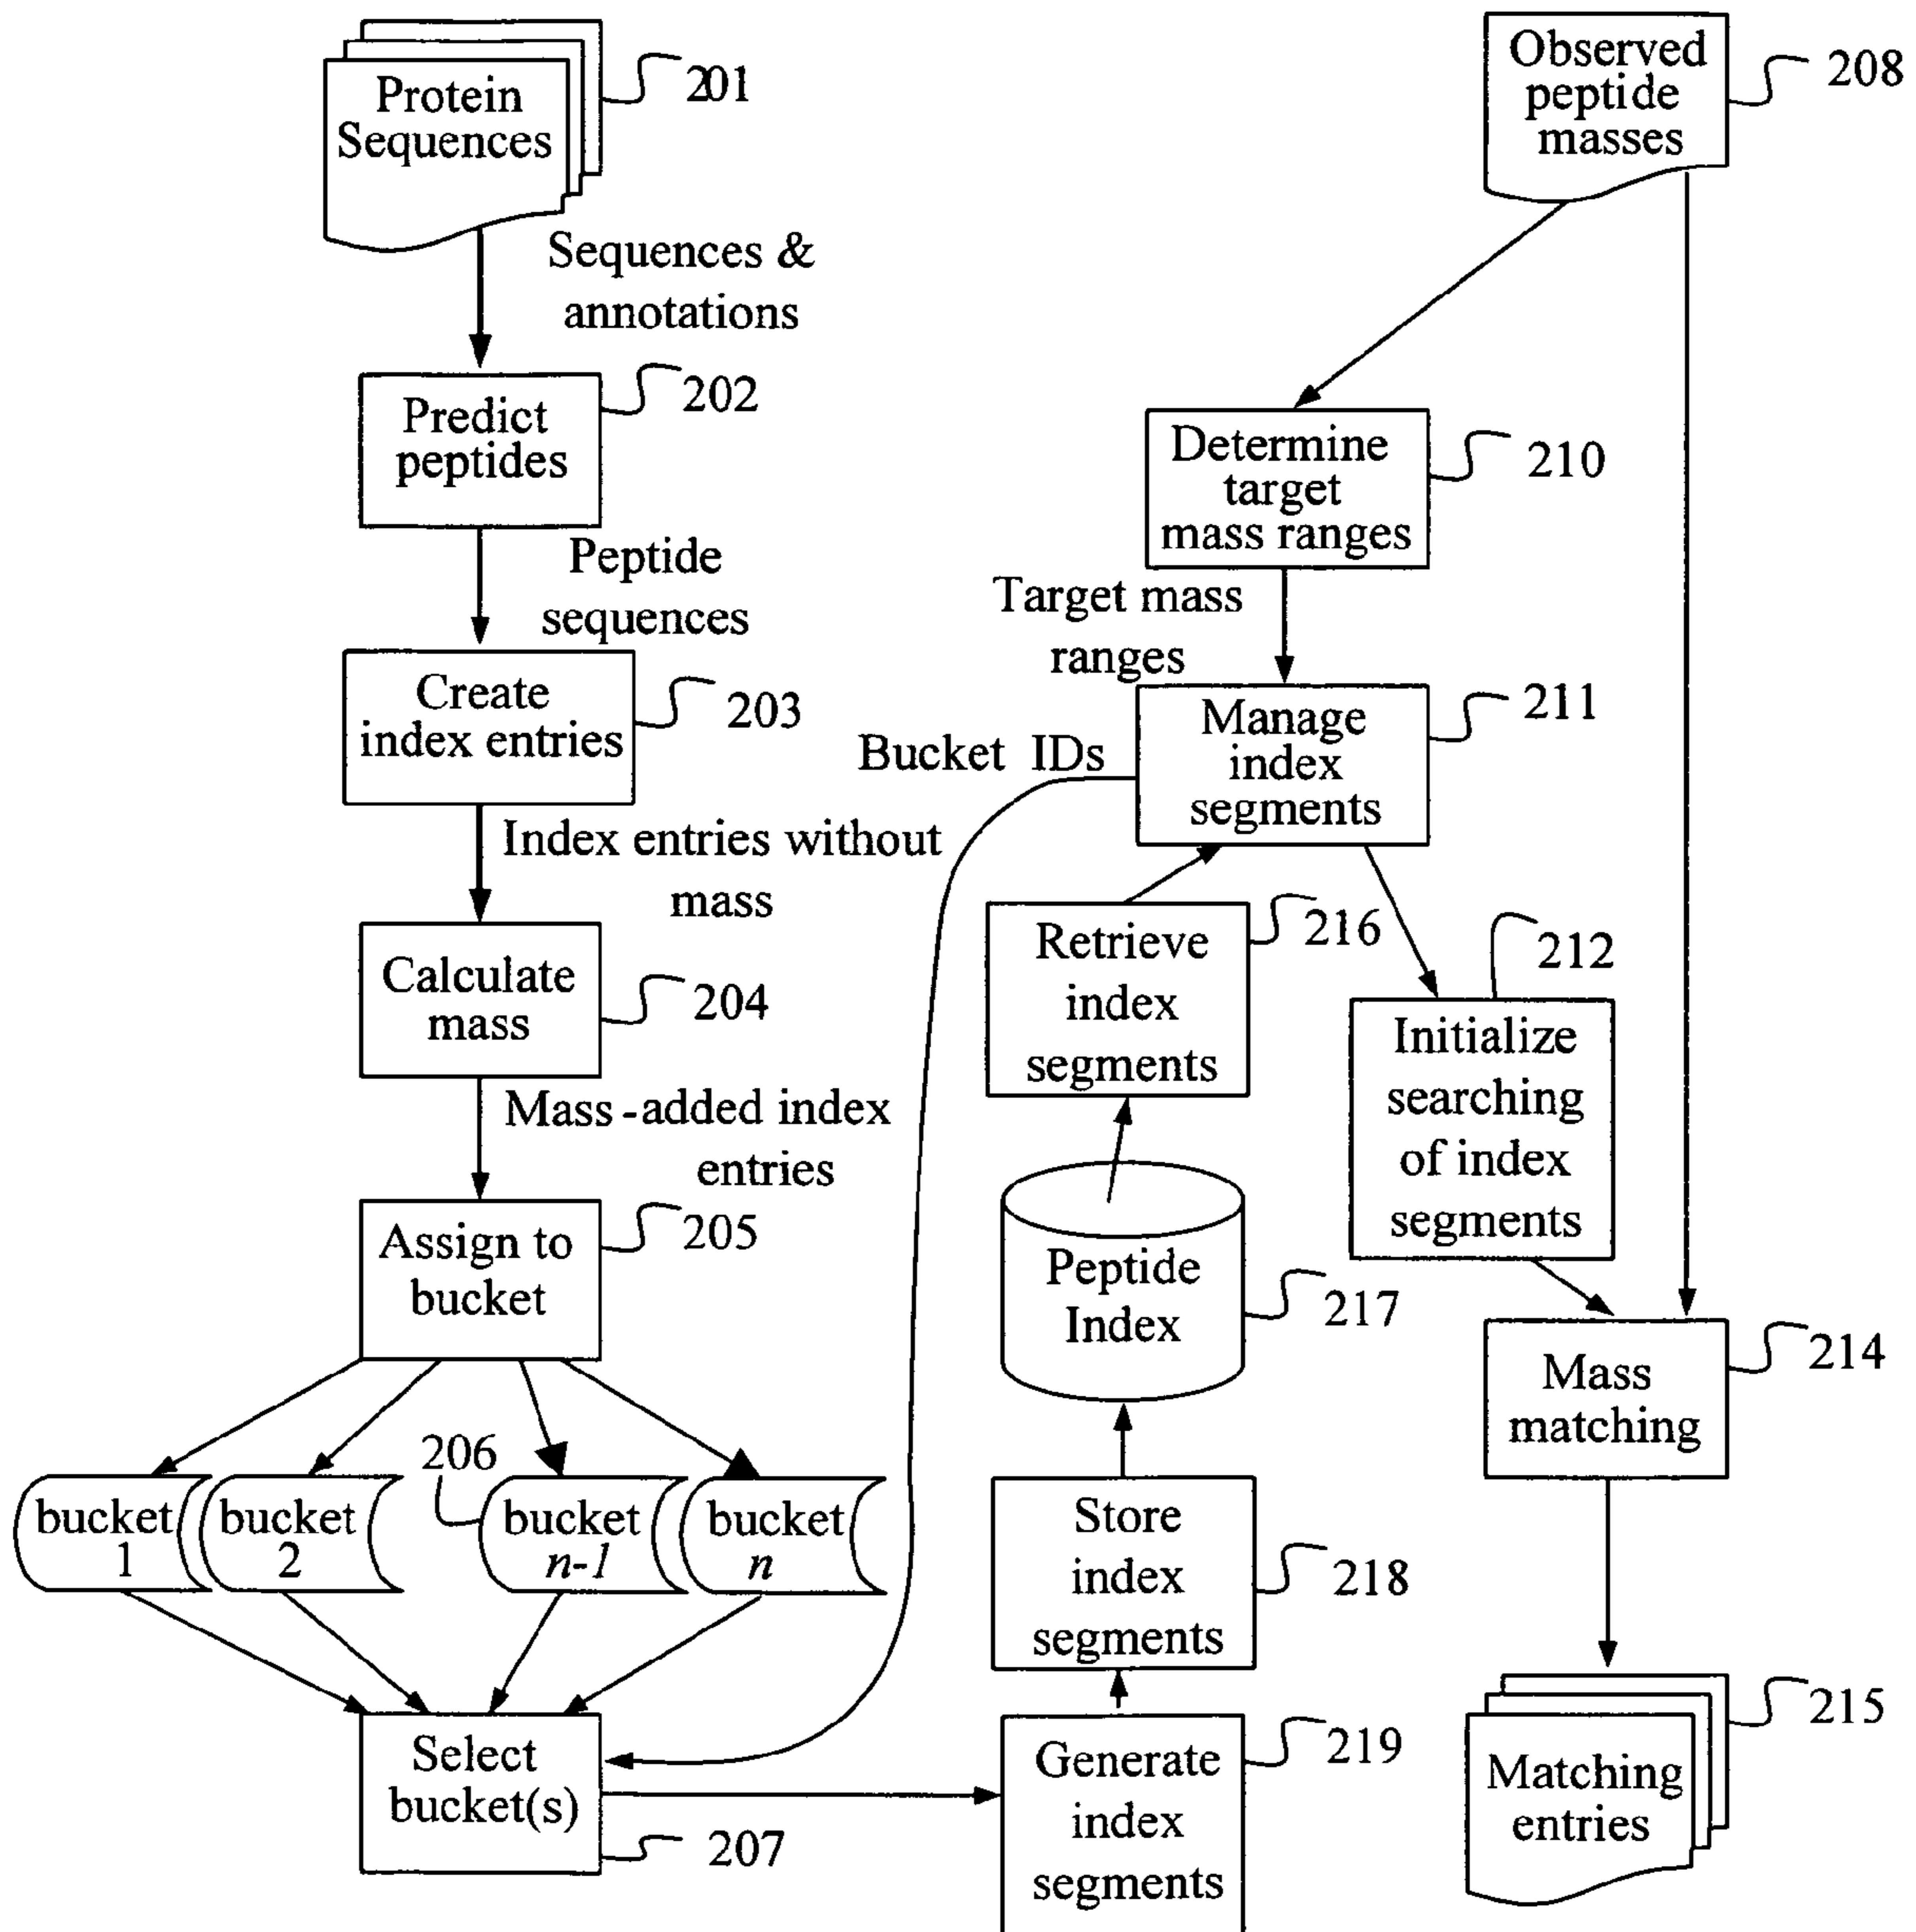 Protein
Sequences
201
Sequences &
annotations
Predict
peptides
202
Peptide
sequences
Create
index entries
203
Index entries without
mass
Calculate
mass
204
Mass-added index
entries
Assign to
bucket
205
206
bucket
1
bucket
2
bucket
n-1
bucket
n
Select
bucket(s)
207
Observed
peptide
masses
208
Determine
target
mass ranges
210
Target mass
ranges
Manage
index
segments
211
Bucket IDs
Retrieve
index
segments
216
212
Initialize
searching
of index
segments
Peptide
Index
217
Mass
matching
214
Store
index
segments
218
Generate
index
segments
219
Matching
entries
215